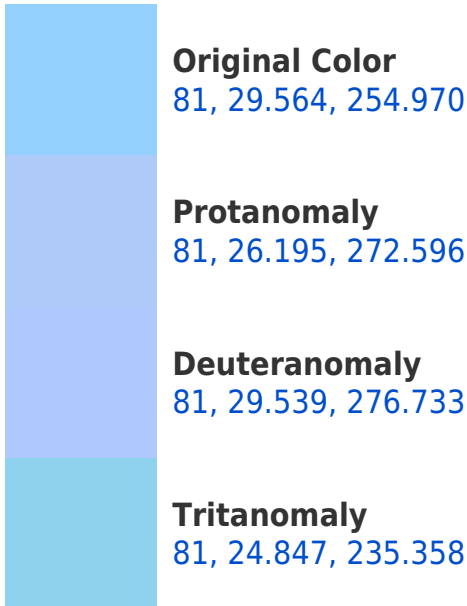 Original Color
81, 29.564, 254.970
Protanomaly
81, 26.195, 272.596
Deuteranomaly
81, 29.539, 276.733
Tritanomaly
81, 24.847, 235.358